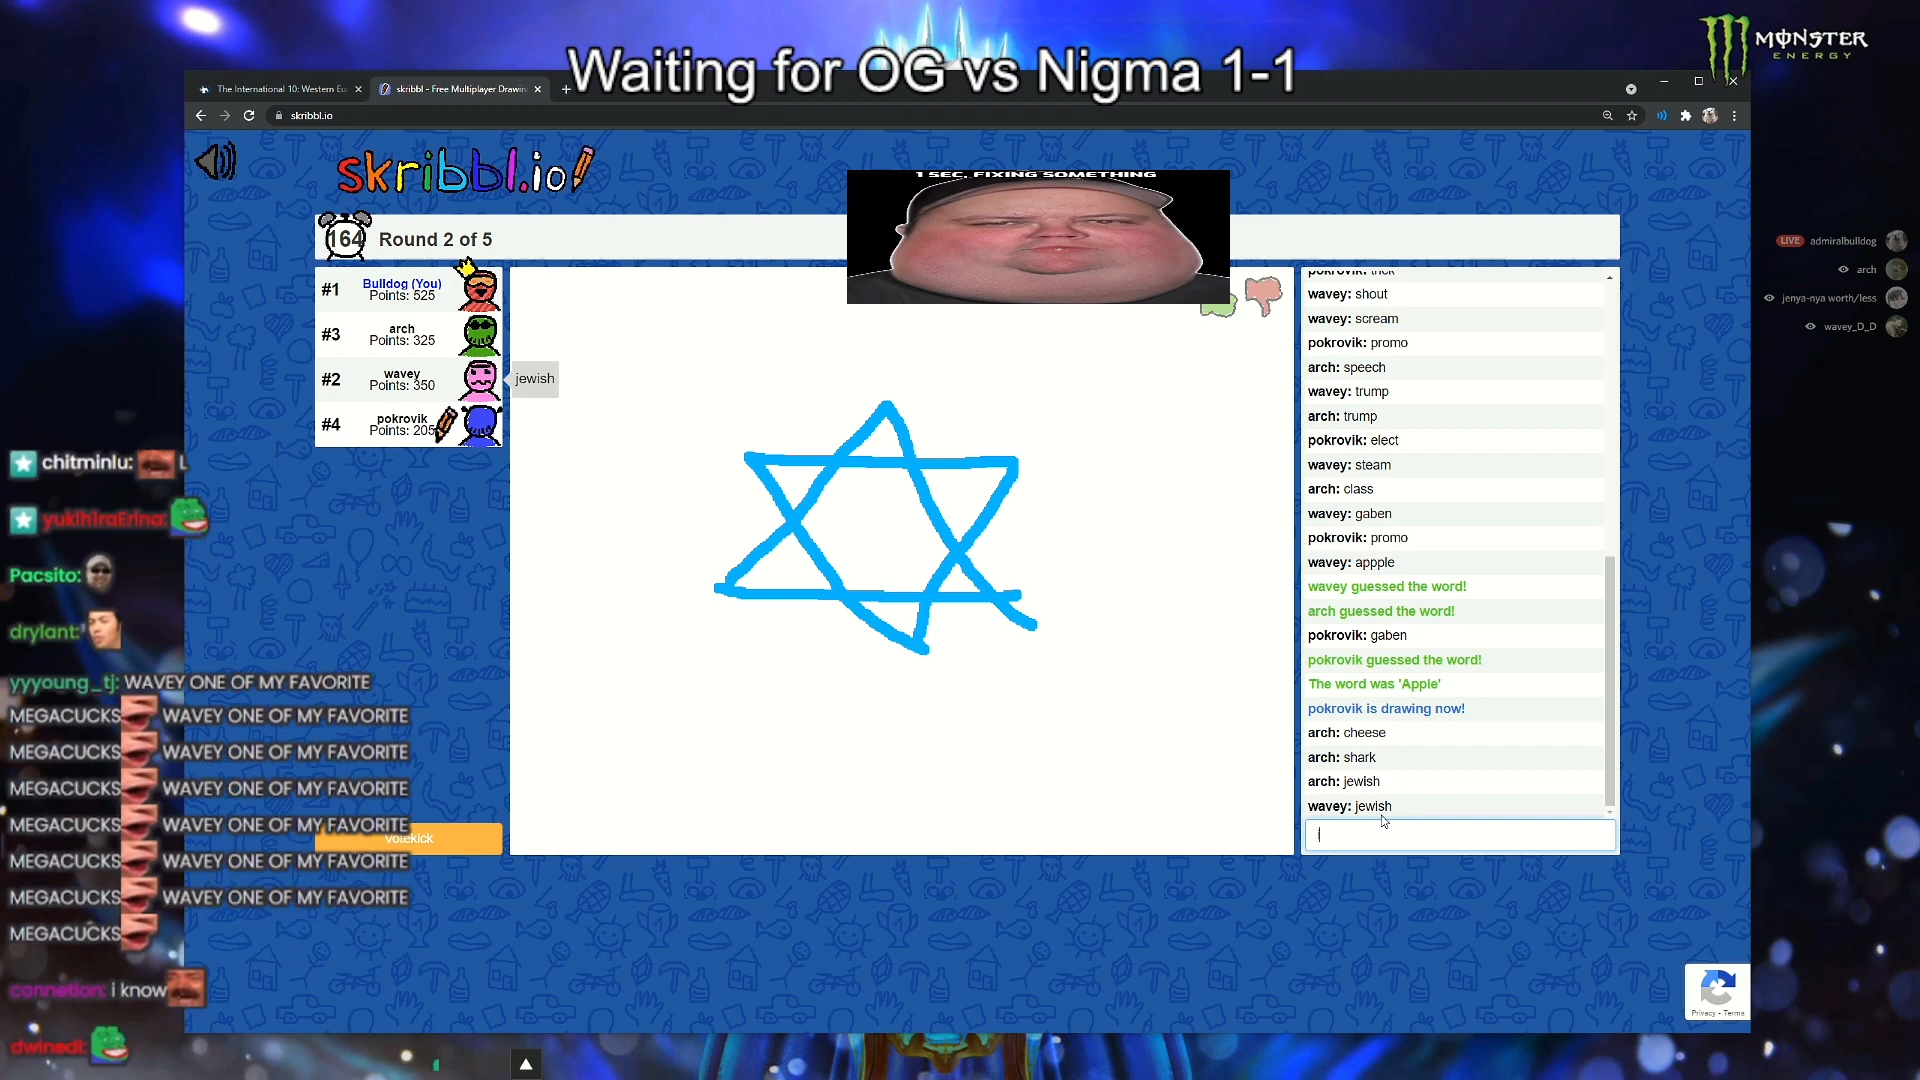 Waiting for OG vs Nigma 1-1
MONSTER
ENERGY
The International 10: Western Eu
skribbl - Free Multiplayer Drawin
skribbl.io
skribbl.io
1 SEC. FIXING SOMETHING
164
Round 2 of 5
#1
Bulldog (You)
Points: 525
#3
arch
Points: 325
#2
wavey
Points: 350
jewish
#4
pokrovik
Points: 205
votekick
pokrovik: trick
wavey: shout
wavey: scream
pokrovik: promo
arch: speech
wavey: trump
arch: trump
pokrovik: elect
wavey: steam
arch: class
wavey: gaben
pokrovik: promo
wavey: appple
wavey guessed the word!
arch guessed the word!
pokrovik: gaben
pokrovik guessed the word!
The word was 'Apple'
pokrovik is drawing now!
arch: cheese
arch: shark
arch: jewish
wavey: jewish
LIVE admiralbulldog
arch
jenya-nya worth/less
wavey_D_D
chitminlu: L
yukih1raErina:
Pacsito:
drylant:
yyyoung_tj: WAVEY ONE OF MY FAVORITE
MEGACUCKS WAVEY ONE OF MY FAVORITE
MEGACUCKS WAVEY ONE OF MY FAVORITE
MEGACUCKS WAVEY ONE OF MY FAVORITE
MEGACUCKS WAVEY ONE OF MY FAVORITE
MEGACUCKS WAVEY ONE OF MY FAVORITE
MEGACUCKS WAVEY ONE OF MY FAVORITE
MEGACUCKS
cannetion: i know
dwinedt:
Privacy - Terms